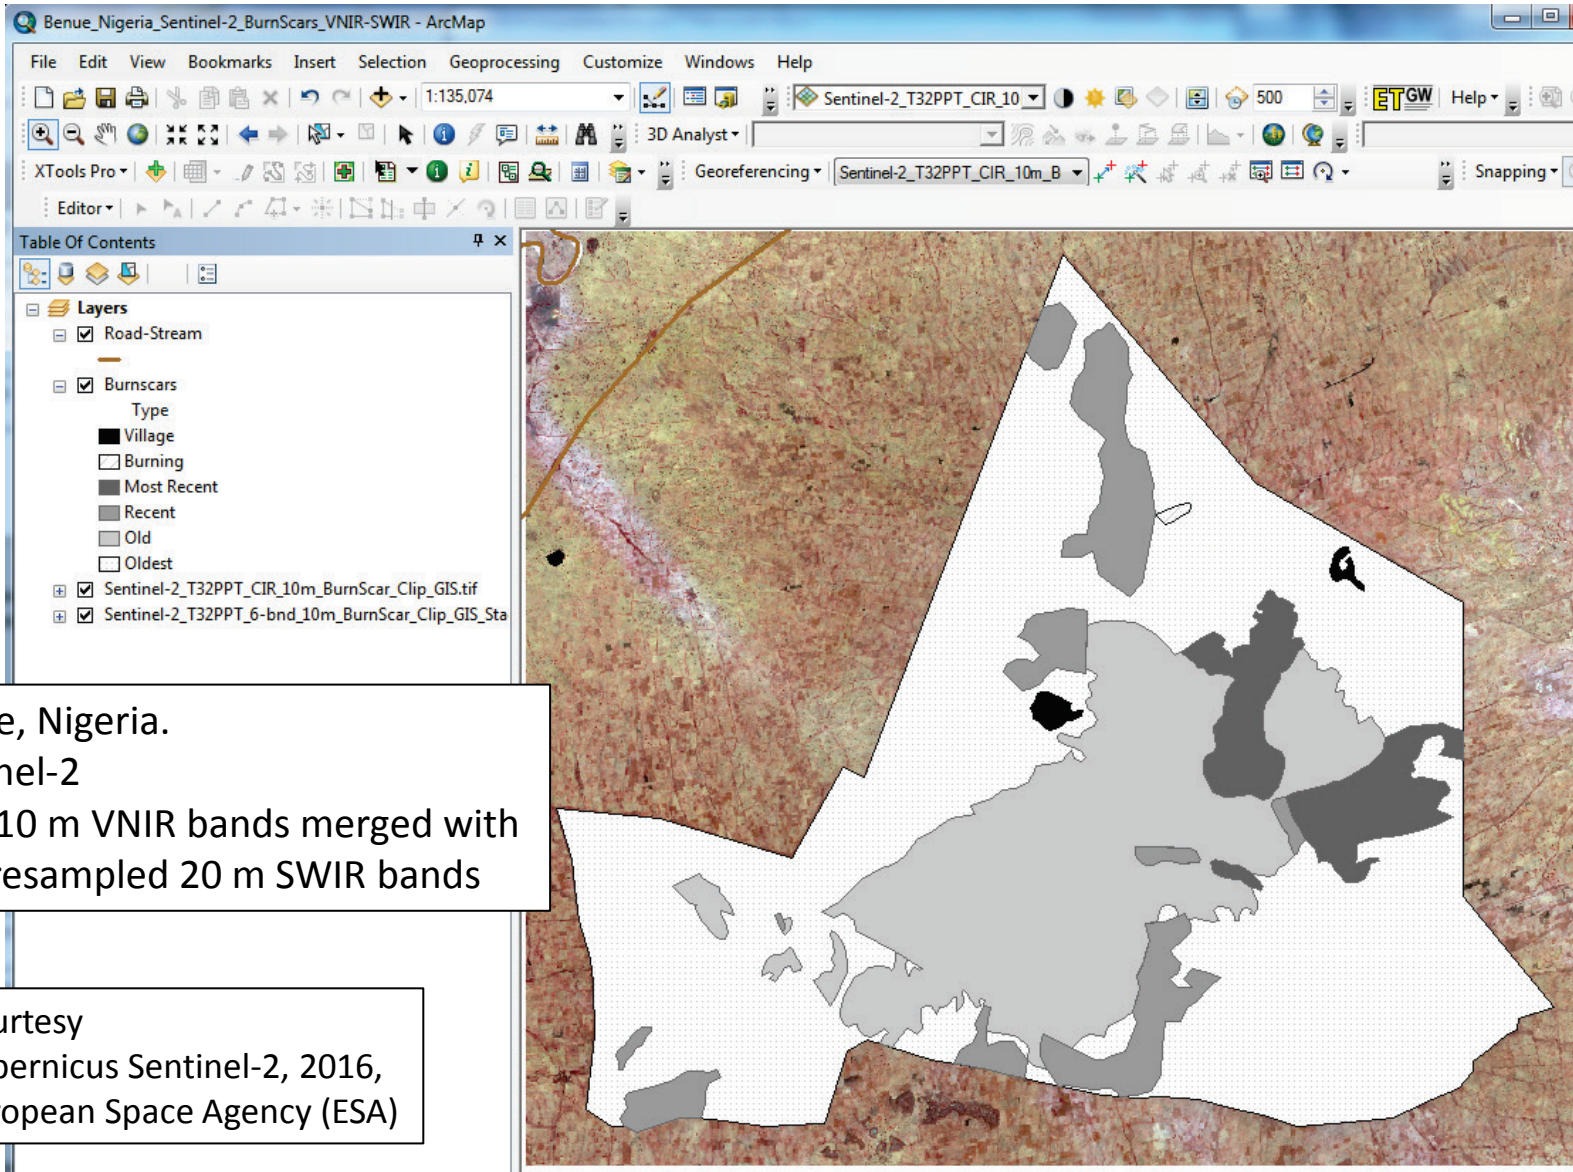 Benue_Nigeria_Sentinel-2_BurnScars_VNIR-SWIR - ArcMap
File Edit View Bookmarks Insert Selection Geoprocessing Customize Windows Help
1:135,074 Sentinel-2_T32PPT_CIR_10 500 ET GW Help
3D Analyst
XTools Pro Georeferencing Sentinel-2_T32PPT_CIR_10m_B Snapping
Editor
Table Of Contents
Layers
Road-Stream
Burnscars
Type
Village
Burning
Most Recent
Recent
Old
Oldest
Sentinel-2_T32PPT_CIR_10m_BurnScar_Clip_GIS.tif
Sentinel-2_T32PPT_6-bnd_10m_BurnScar_Clip_GIS_Sta
e, Nigeria.
nel-2
10 m VNIR bands merged with
resampled 20 m SWIR bands
urtesy
pernicus Sentinel-2, 2016,
ropean Space Agency (ESA)